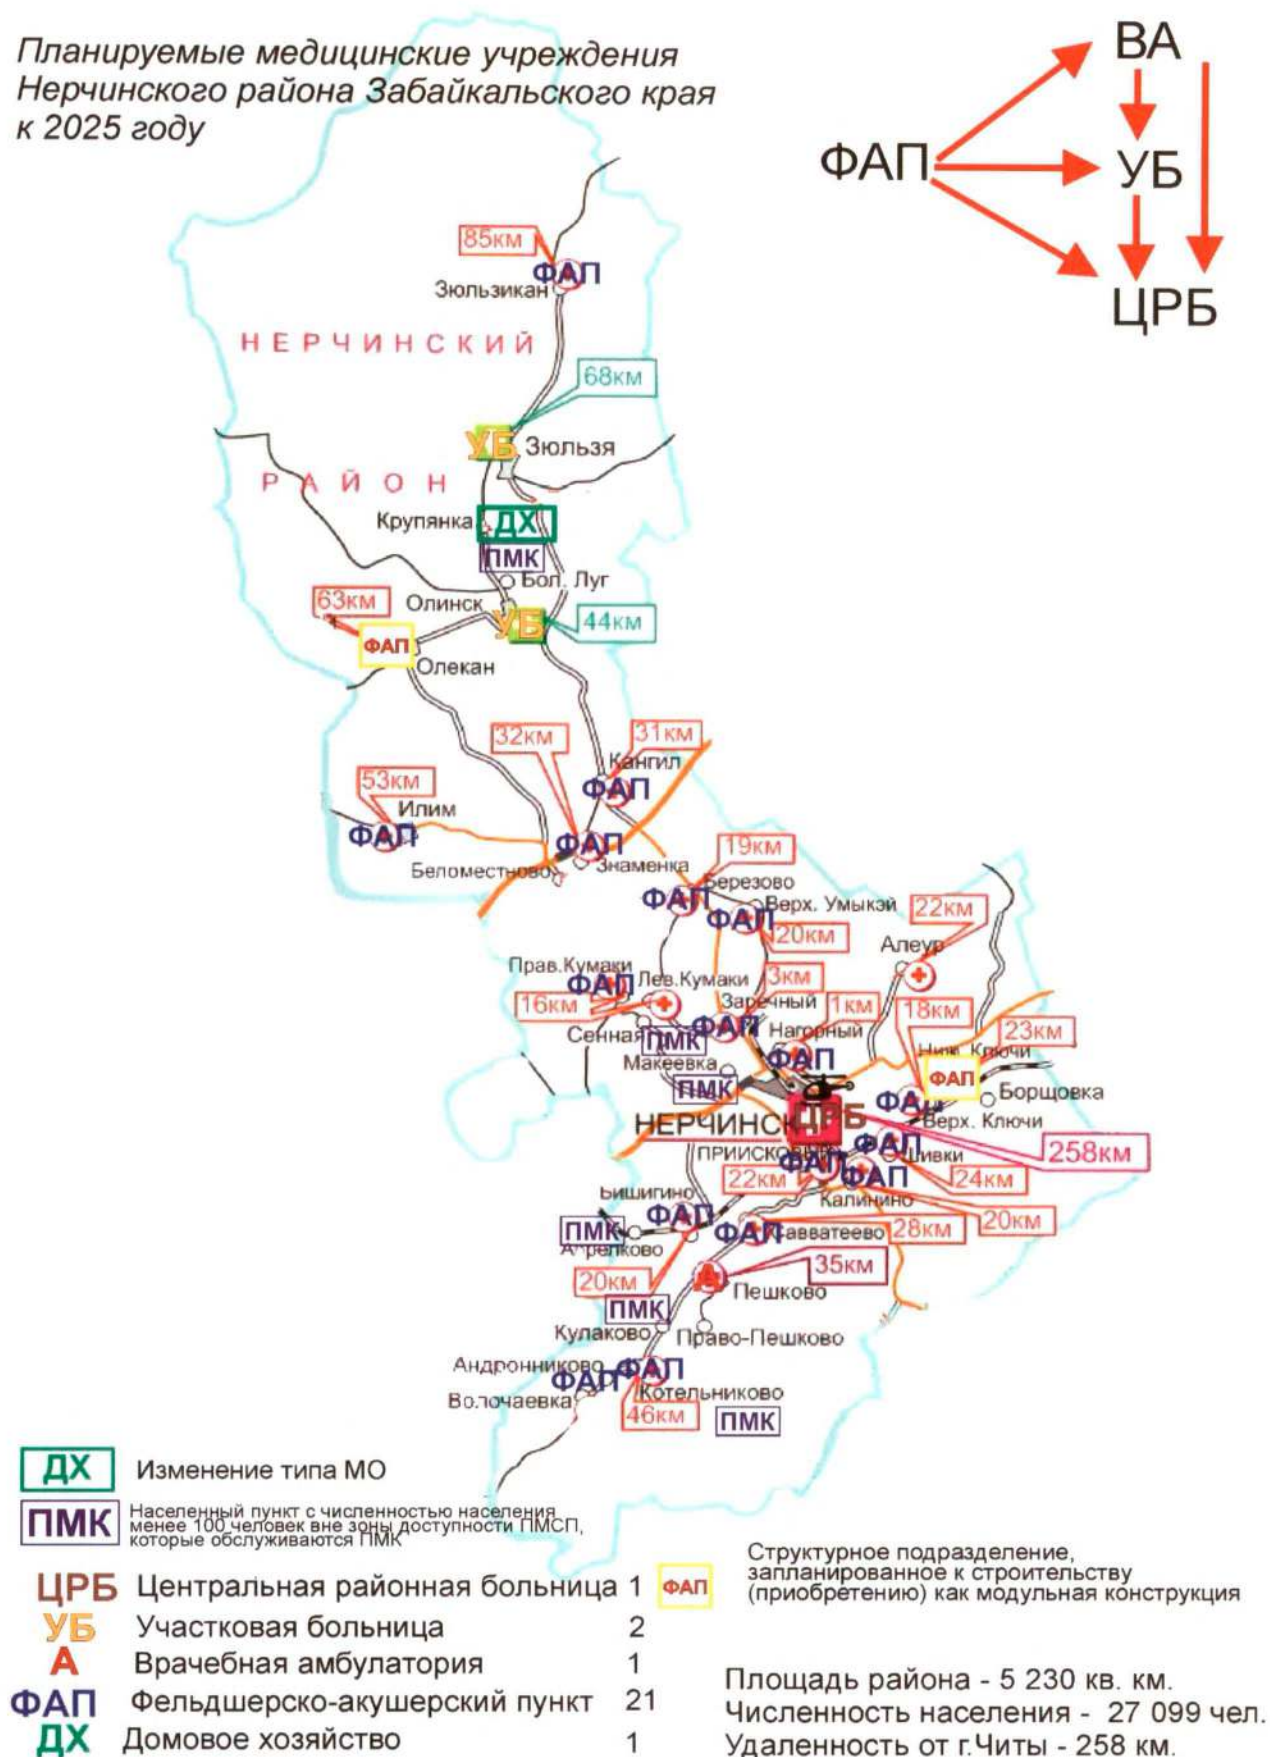 Планируемые медицинские учреждения
Нерчинского района Забайкальского края
к 2025 году
ВА
ФАП
УБ
ЦРБ
85км
ФАП
Зюльзикан
НЕРЧИНСКИЙ
68км
УБ Зюльзя
РАЙОН
Крупянка ДХ
ПМК
Бол. Луг
63км
Олинск
УБ
44км
ФАП
Олекан
32км
31км
Кангил
ФАП
53км
Илим
ФАП
ФАП
Знаменка
Беломестново
19км
Березово
ФАП
Верх. Умыкэй
ФАП
20км
22км
Алеур
Прав.Кумаки
ФАП
Лев.Кумаки
16км
3км
Заречный
ФАП
1км
Нагорный
ФАП
18км
23км
Сенная
ПМК
Макеевка
ПМК
Ниж. Ключи
ФАП
Борщовка
ФАП
Верх. Ключи
НЕРЧИНСК
ЦРБ
258км
ПРИИСКОВЫЙ
ФАП
ФАП
Шивки
22км
ФАП
24км
Калинино
20км
Бишигино
ФАП
ПМК
Апрелково
ФАП
Савватеево
28км
20км
35км
А
Пешково
ПМК
Кулаково
Право-Пешково
Андронниково
ФАП
ФАП
Волочаевка
Котельниково
46км
ПМК
ДХ Изменение типа МО
ПМК Населенный пункт с численностью населения
менее 100 человек вне зоны доступности ПМСП,
которые обслуживаются ПМК
ЦРБ Центральная районная больница 1
УБ Участковая больница 2
А Врачебная амбулатория 1
ФАП Фельдшерско-акушерский пункт 21
ДХ Домовое хозяйство 1
ФАП Структурное подразделение,
запланированное к строительству
(приобретению) как модульная конструкция
Площадь района - 5 230 кв. км.
Численность населения - 27 099 чел.
Удаленность от г.Читы - 258 км.